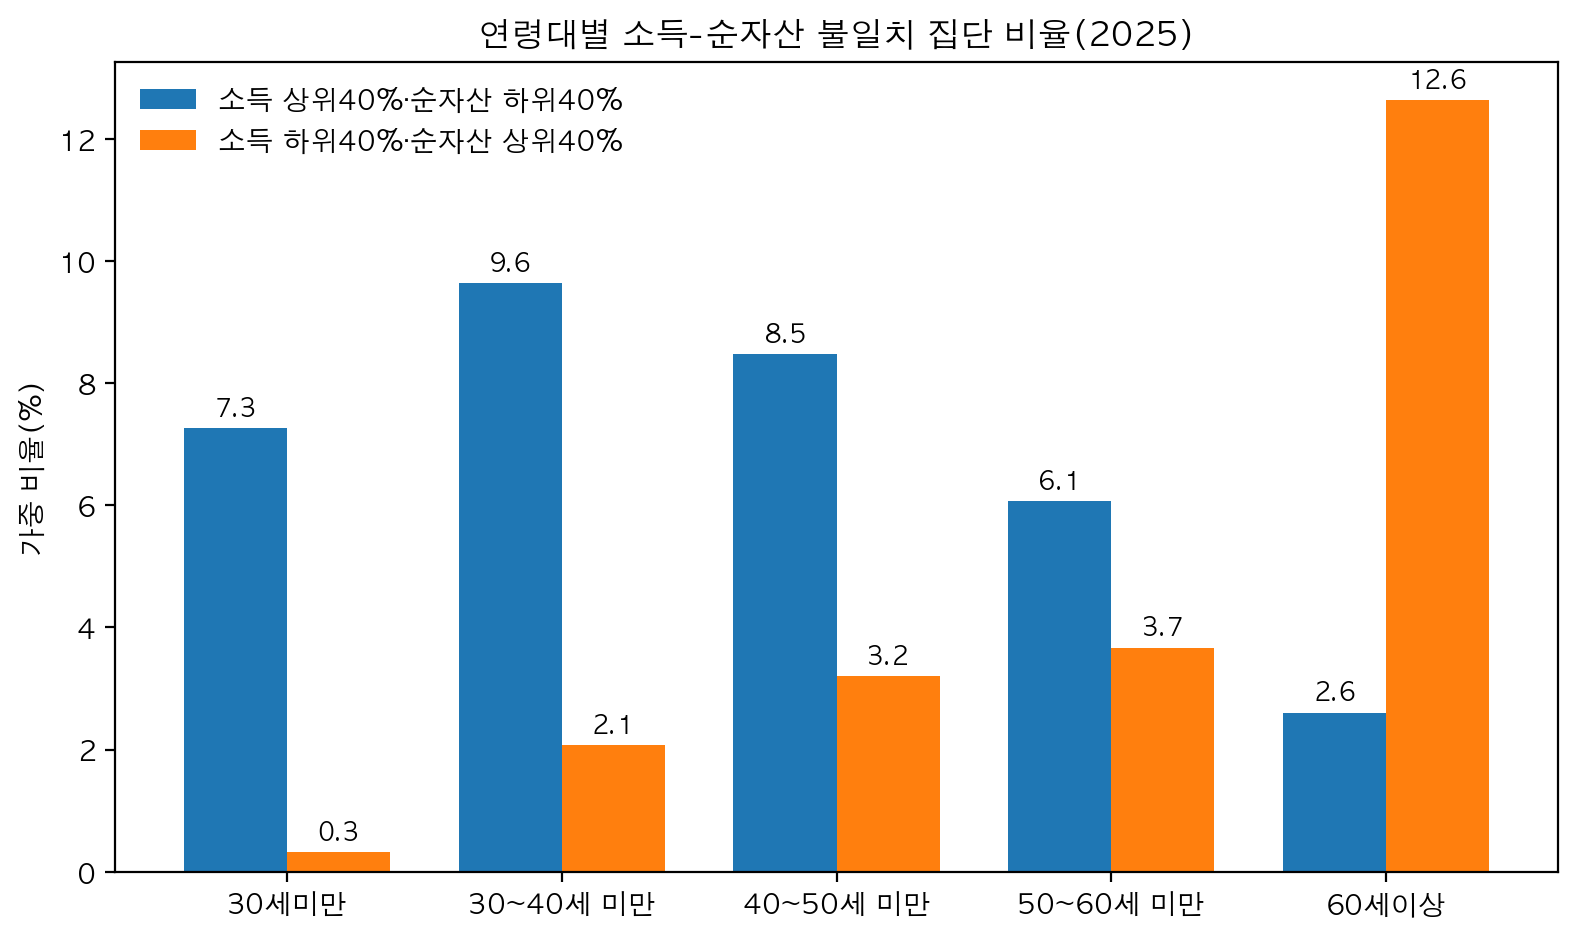 연령대별 소득-순자산 불일치 집단 비율(2025)
소득 상위40%·순자산 하위40%
소득 하위40%·순자산 상위40%
가중 비율(%)
12
10
8
6
4
2
0
7.3
0.3
9.6
2.1
8.5
3.2
6.1
3.7
2.6
12.6
30세미만
30~40세 미만
40~50세 미만
50~60세 미만
60세이상